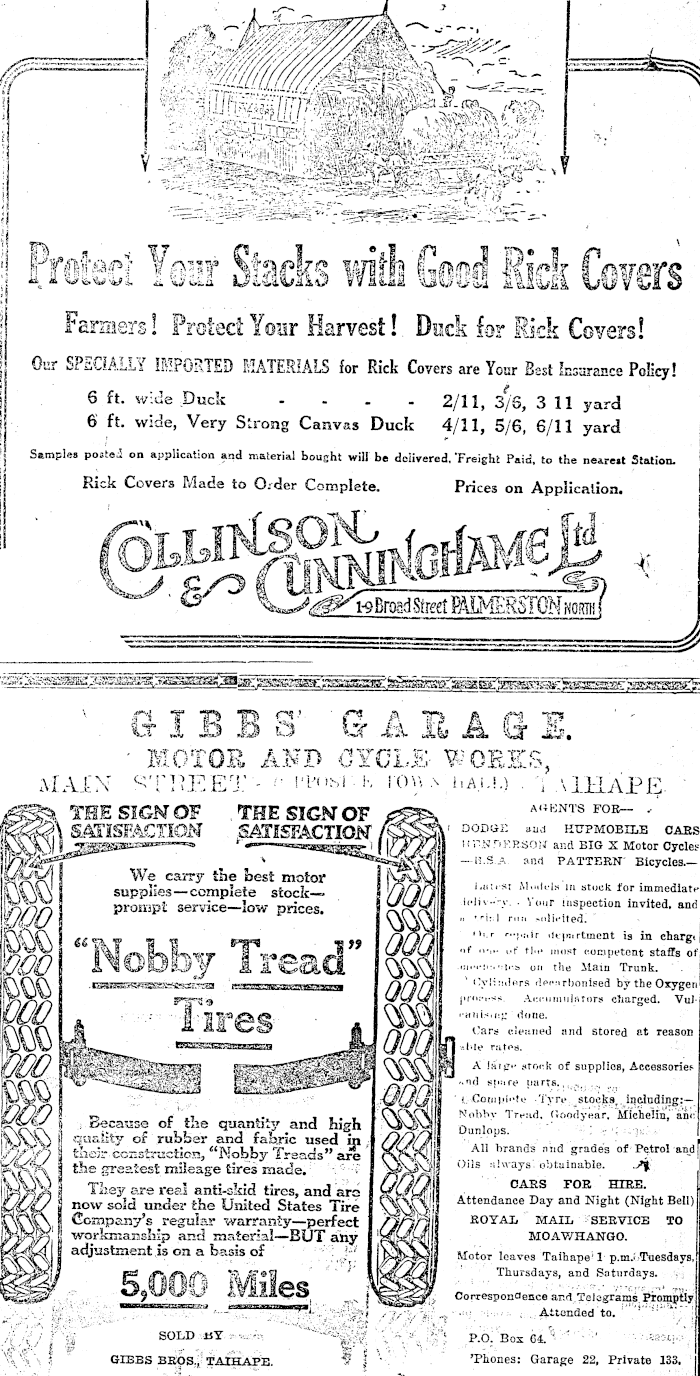 Protect Your Stacks with Good Rick Covers
Farmers! Protect Your Harvest! Duck for Rick Covers!
Our SPECIALLY IMPORTED MATERIALS for Rick Covers are Your Best Insurance Policy!
6 ft. wide Duck - - - - 2/11, 3/6, 3 11 yard
6 ft. wide, Very Strong Canvas Duck 4/11, 5/6, 6/11 yard
Samples posted on application and material bought will be delivered, Freight Paid, to the nearest Station.
Rick Covers Made to Order Complete. Prices on Application.
COLLINSON
& CUNNINGHAME Ltd
1-9 Broad Street PALMERSTON NORTH
GIBBS' GARAGE.
MOTOR AND CYCLE WORKS,
MAIN STREET - (OPPOSITE TOWN HALL) - TAIHAPE
THE SIGN OF
SATISFACTION
THE SIGN OF
SATISFACTION
We carry the best motor
supplies—complete stock—
prompt service—low prices.
"Nobby Tread"
Tires
Because of the quantity and high
quality of rubber and fabric used in
their construction, "Nobby Treads" are
the greatest mileage tires made.
They are real anti-skid tires, and are
now sold under the United States Tire
Company's regular warranty—perfect
workmanship and material—BUT any
adjustment is on a basis of
5,000 Miles
SOLD BY
GIBBS BROS., TAIHAPE.
AGENTS FOR—
DODGE and HUPMOBILE CARS
HENDERSON and BIG X Motor Cycles
—B.S.A. and PATTERN Bicycles.—
Latest Models in stock for immediate
delivery. Your inspection invited, and
a trial run solicited.
Our repair department is in charg
of one of the most competent staffs of
mechanics on the Main Trunk.
Cylinders decarbonised by the Oxygen
process. Accumulators charged. Vul-
canising done.
Cars cleaned and stored at reason
able rates.
A large stock of supplies, Accessories
and spare parts.
Complete Tyre stocks including:—
Nobby Tread, Goodyear, Michelin, and
Dunlops.
All brands and grades of Petrol and
Oils always obtainable.
CARS FOR HIRE.
Attendance Day and Night (Night Bell)
ROYAL MAIL SERVICE TO
MOAWHANGO.
Motor leaves Taihape 1 p.m. Tuesdays,
Thursdays, and Saturdays.
Correspondence and Telegrams Promptly
Attended to.
P.O. Box 64.
'Phones: Garage 22, Private 133.